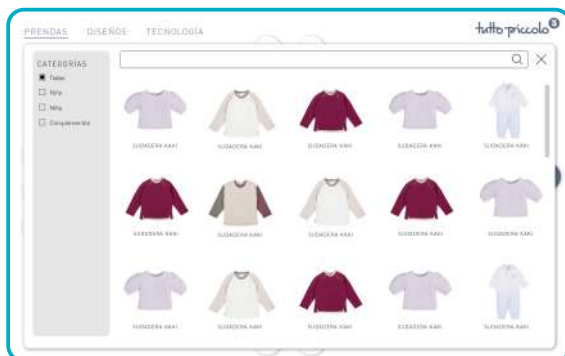 PRENDAS DISEÑOS TECNOLOGÍA
tutto piccolo
CATEGORÍAS
Todas
Niña
Niño
Complementos
SUDADERA KAKI SUDADERA KAKI SUDADERA KAKI SUDADERA KAKI SUDADERA KAKI
SUDADERA KAKI SUDADERA KAKI SUDADERA KAKI SUDADERA KAKI SUDADERA KAKI
SUDADERA KAKI SUDADERA KAKI SUDADERA KAKI SUDADERA KAKI SUDADERA KAKI